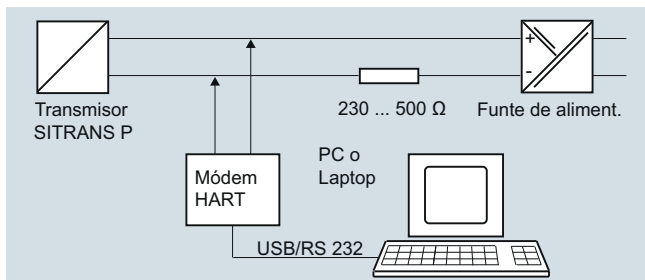 +
-
Transmisor
SITRANS P
230 ... 500 Ω
Funte de aliment.
PC o
Laptop
Módem
HART
USB/RS 232